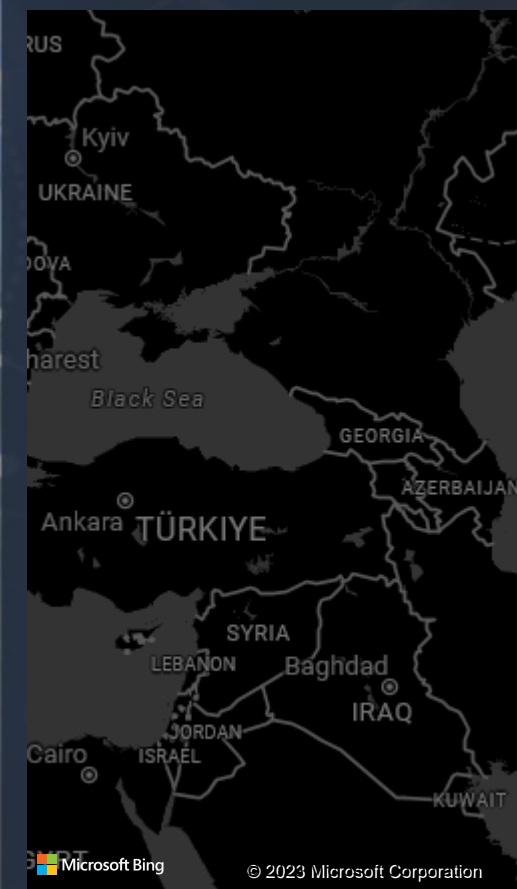 RUS
Kyiv
UKRAINE
DOVA
harest
Black Sea
GEORGIA
AZERBAIJAN
Ankara
TÜRKIYE
SYRIA
LEBANON
Baghdad
IRAQ
JORDAN
Cairo
ISRAEL
KUWAIT
GYPT
Microsoft Bing
© 2023 Microsoft Corporation